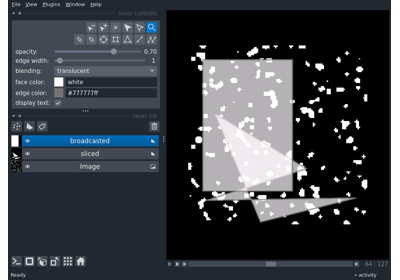 File View Plugins Window Help
layer controls
opacity: 0.70
edge width: 1
blending: translucent
face color: white
edge color: #777777ff
display text:
layer list
broadcasted
sliced
Image
64 127
Ready activity